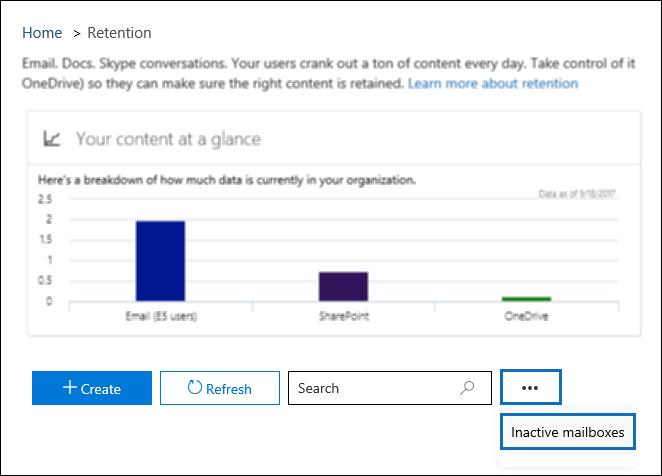 Home > Retention
Email. Docs. Skype conversations. Your users crank out a ton of content every day. Take control of it
OneDrive) so they can make sure the right content is retained. Learn more about retention
Your content at a glance
Here's a breakdown of how much data is currently in your organization.
Data as of 9/18/2017
2.5
2
1.5
1
0.5
0
Email (E5 users) SharePoint OneDrive
+ Create Refresh Search •••
Inactive mailboxes